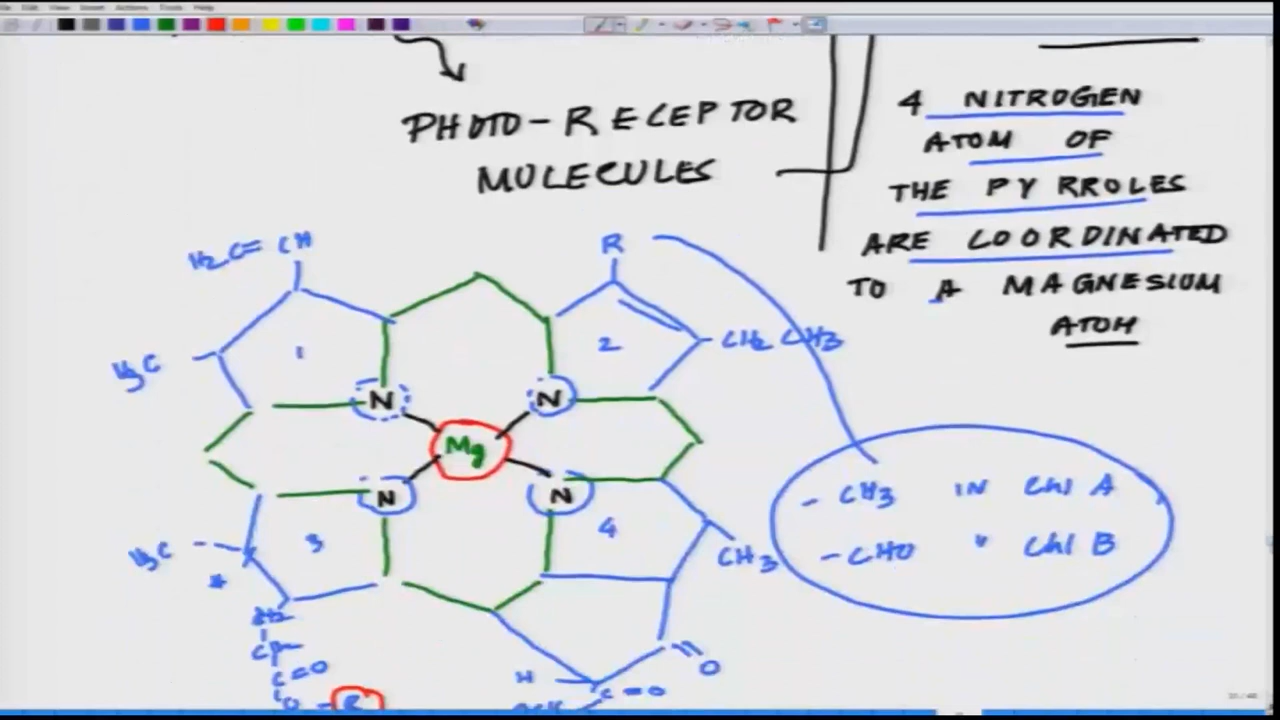 PHOTO-RECEPTOR
MOLECULES
4 NITROGEN
ATOM OF
THE PYRROLES
ARE COORDINATED
TO A MAGNESIUM
ATOM
H2C=CH
R
H3C
1
2
CH2CH3
N
N
Mg
N
N
-CH3 IN Chl A
-CHO " Chl B
H3C
3
4
CH3
*
CH2
C=O
O
H
C=O
O-R